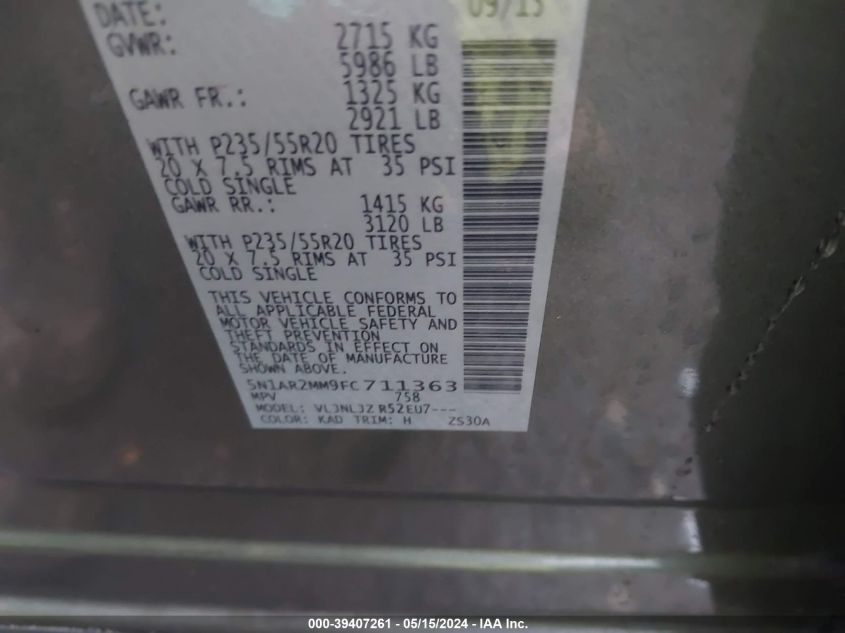 DATE: 09/15
GVWR: 2715 KG
5986 LB
GAWR FR.: 1325 KG
2921 LB
WITH P235/55R20 TIRES
20 X 7.5 RIMS AT 35 PSI
COLD SINGLE
GAWR RR.: 1415 KG
3120 LB
WITH P235/55R20 TIRES
20 X 7.5 RIMS AT 35 PSI
COLD SINGLE
THIS VEHICLE CONFORMS TO
ALL APPLICABLE FEDERAL
MOTOR VEHICLE SAFETY AND
THEFT PREVENTION
STANDARDS IN EFFECT ON
THE DATE OF MANUFACTURE
SHOWN ABOVE.
5N1AR2MM9FC711363
MPV 758
MODEL: VLJNLJZ R52EU7---
COLOR: KAD TRIM: H ZS30A
000-39407261 - 05/15/2024 - IAA Inc.